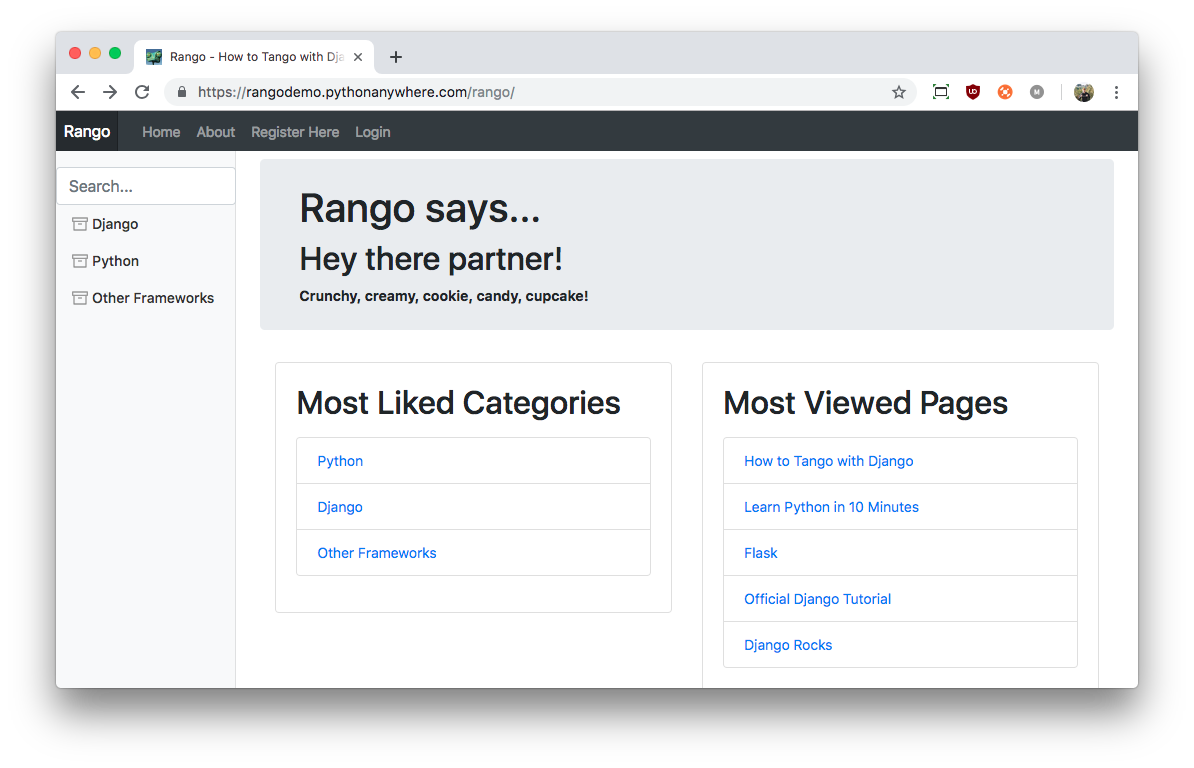 Rango - How to Tango with Dja
https://rangodemo.pythonanywhere.com/rango/
Rango Home About Register Here Login
Search...
Django
Python
Other Frameworks
Rango says...
Hey there partner!
Crunchy, creamy, cookie, candy, cupcake!
Most Liked Categories
Python
Django
Other Frameworks
Most Viewed Pages
How to Tango with Django
Learn Python in 10 Minutes
Flask
Official Django Tutorial
Django Rocks